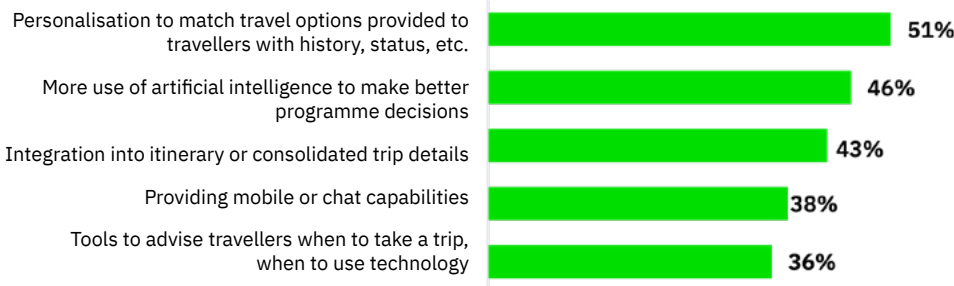 Personalisation to match travel options provided to
travellers with history, status, etc.
51%
More use of artificial intelligence to make better
programme decisions
46%
Integration into itinerary or consolidated trip details
43%
Providing mobile or chat capabilities
38%
Tools to advise travellers when to take a trip,
when to use technology
36%